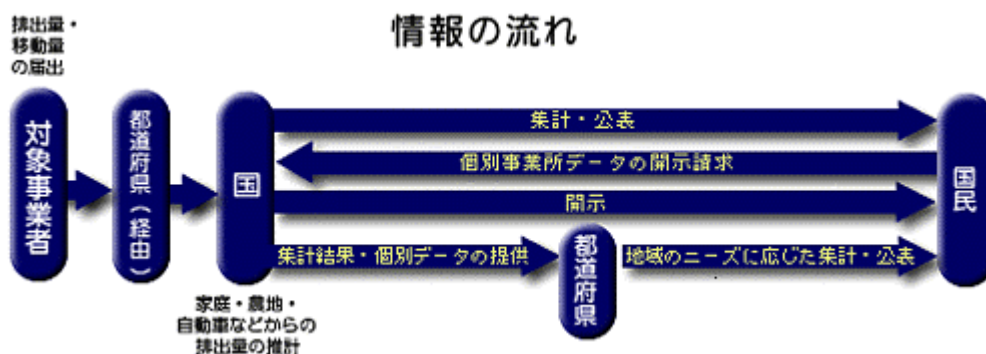 情報の流れ
排出量・
移動量
の届出
対象事業者
都道府県(経由)
国
集計・公表
個別事業所データの開示請求
開示
集計結果・個別データの提供
都道府県
地域のニーズに応じた集計・公表
国民
家庭・農地・
自動車などからの
排出量の推計